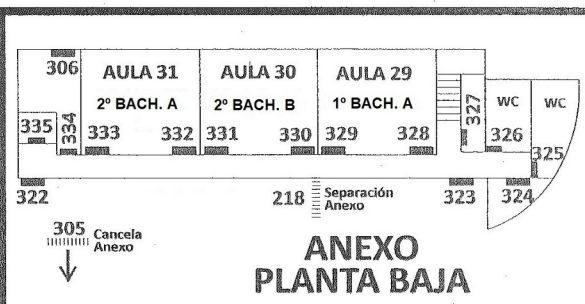 306
AULA 31
AULA 30
AULA 29
2º BACH. A
2º BACH. B
1º BACH. A
WC
WC
335
334
333
332
331
330
329
328
327
326
325
322
218
Separación
Anexo
323
324
305
Cancela
Anexo
ANEXO
PLANTA BAJA